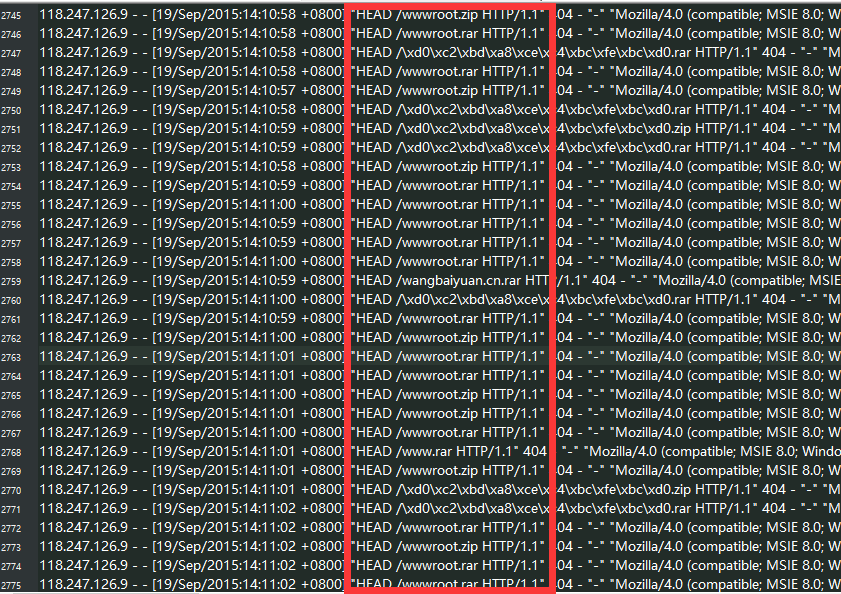 2745 118.247.126.9 - - [19/Sep/2015:14:10:58 +0800] "HEAD /wwwroot.zip HTTP/1.1" 404 - "-" "Mozilla/4.0 (compatible; MSIE 8.0; W
2746 118.247.126.9 - - [19/Sep/2015:14:10:58 +0800] "HEAD /wwwroot.rar HTTP/1.1" 404 - "-" "Mozilla/4.0 (compatible; MSIE 8.0; W
2747 118.247.126.9 - - [19/Sep/2015:14:10:58 +0800] "HEAD /\xd0\xc2\xbd\xa8\xce\x4\xbc\xfe\xbc\xd0.rar HTTP/1.1" 404 - "-" "M
2748 118.247.126.9 - - [19/Sep/2015:14:10:58 +0800] "HEAD /wwwroot.rar HTTP/1.1" 404 - "-" "Mozilla/4.0 (compatible; MSIE 8.0; W
2749 118.247.126.9 - - [19/Sep/2015:14:10:57 +0800] "HEAD /wwwroot.zip HTTP/1.1" 404 - "-" "Mozilla/4.0 (compatible; MSIE 8.0; W
2750 118.247.126.9 - - [19/Sep/2015:14:10:58 +0800] "HEAD /\xd0\xc2\xbd\xa8\xce\x4\xbc\xfe\xbc\xd0.rar HTTP/1.1" 404 - "-" "M
2751 118.247.126.9 - - [19/Sep/2015:14:10:59 +0800] "HEAD /\xd0\xc2\xbd\xa8\xce\x4\xbc\xfe\xbc\xd0.zip HTTP/1.1" 404 - "-" "M
2752 118.247.126.9 - - [19/Sep/2015:14:10:59 +0800] "HEAD /\xd0\xc2\xbd\xa8\xce\x4\xbc\xfe\xbc\xd0.rar HTTP/1.1" 404 - "-" "M
2753 118.247.126.9 - - [19/Sep/2015:14:10:58 +0800] "HEAD /wwwroot.zip HTTP/1.1" 404 - "-" "Mozilla/4.0 (compatible; MSIE 8.0; W
2754 118.247.126.9 - - [19/Sep/2015:14:10:59 +0800] "HEAD /wwwroot.rar HTTP/1.1" 404 - "-" "Mozilla/4.0 (compatible; MSIE 8.0; W
2755 118.247.126.9 - - [19/Sep/2015:14:11:00 +0800] "HEAD /wwwroot.rar HTTP/1.1" 404 - "-" "Mozilla/4.0 (compatible; MSIE 8.0; W
2756 118.247.126.9 - - [19/Sep/2015:14:10:59 +0800] "HEAD /wwwroot.rar HTTP/1.1" 404 - "-" "Mozilla/4.0 (compatible; MSIE 8.0; W
2757 118.247.126.9 - - [19/Sep/2015:14:10:59 +0800] "HEAD /wwwroot.rar HTTP/1.1" 404 - "-" "Mozilla/4.0 (compatible; MSIE 8.0; W
2758 118.247.126.9 - - [19/Sep/2015:14:11:00 +0800] "HEAD /wwwroot.rar HTTP/1.1" 404 - "-" "Mozilla/4.0 (compatible; MSIE 8.0; W
2759 118.247.126.9 - - [19/Sep/2015:14:10:59 +0800] "HEAD /wangbaiyuan.cn.rar HTTP/1.1" 404 - "-" "Mozilla/4.0 (compatible; MSIE
2760 118.247.126.9 - - [19/Sep/2015:14:11:00 +0800] "HEAD /\xd0\xc2\xbd\xa8\xce\x4\xbc\xfe\xbc\xd0.rar HTTP/1.1" 404 - "-" "M
2761 118.247.126.9 - - [19/Sep/2015:14:10:59 +0800] "HEAD /wwwroot.rar HTTP/1.1" 404 - "-" "Mozilla/4.0 (compatible; MSIE 8.0; W
2762 118.247.126.9 - - [19/Sep/2015:14:11:00 +0800] "HEAD /wwwroot.zip HTTP/1.1" 404 - "-" "Mozilla/4.0 (compatible; MSIE 8.0; W
2763 118.247.126.9 - - [19/Sep/2015:14:11:01 +0800] "HEAD /wwwroot.rar HTTP/1.1" 404 - "-" "Mozilla/4.0 (compatible; MSIE 8.0; W
2764 118.247.126.9 - - [19/Sep/2015:14:11:01 +0800] "HEAD /wwwroot.rar HTTP/1.1" 404 - "-" "Mozilla/4.0 (compatible; MSIE 8.0; W
2765 118.247.126.9 - - [19/Sep/2015:14:11:00 +0800] "HEAD /wwwroot.zip HTTP/1.1" 404 - "-" "Mozilla/4.0 (compatible; MSIE 8.0; W
2766 118.247.126.9 - - [19/Sep/2015:14:11:01 +0800] "HEAD /wwwroot.zip HTTP/1.1" 404 - "-" "Mozilla/4.0 (compatible; MSIE 8.0; W
2767 118.247.126.9 - - [19/Sep/2015:14:11:00 +0800] "HEAD /wwwroot.rar HTTP/1.1" 404 - "-" "Mozilla/4.0 (compatible; MSIE 8.0; W
2768 118.247.126.9 - - [19/Sep/2015:14:11:01 +0800] "HEAD /www.rar HTTP/1.1" 404 - "-" "Mozilla/4.0 (compatible; MSIE 8.0; Windo
2769 118.247.126.9 - - [19/Sep/2015:14:11:01 +0800] "HEAD /wwwroot.zip HTTP/1.1" 404 - "-" "Mozilla/4.0 (compatible; MSIE 8.0; W
2770 118.247.126.9 - - [19/Sep/2015:14:11:01 +0800] "HEAD /\xd0\xc2\xbd\xa8\xce\x4\xbc\xfe\xbc\xd0.zip HTTP/1.1" 404 - "-" "M
2771 118.247.126.9 - - [19/Sep/2015:14:11:02 +0800] "HEAD /\xd0\xc2\xbd\xa8\xce\x4\xbc\xfe\xbc\xd0.rar HTTP/1.1" 404 - "-" "M
2772 118.247.126.9 - - [19/Sep/2015:14:11:02 +0800] "HEAD /wwwroot.rar HTTP/1.1" 404 - "-" "Mozilla/4.0 (compatible; MSIE 8.0; W
2773 118.247.126.9 - - [19/Sep/2015:14:11:02 +0800] "HEAD /wwwroot.zip HTTP/1.1" 404 - "-" "Mozilla/4.0 (compatible; MSIE 8.0; W
2774 118.247.126.9 - - [19/Sep/2015:14:11:02 +0800] "HEAD /wwwroot.rar HTTP/1.1" 404 - "-" "Mozilla/4.0 (compatible; MSIE 8.0; W
2775 118.247.126.9 - - [19/Sep/2015:14:11:02 +0800] "HEAD /wwwroot.rar HTTP/1.1" 404 - "-" "Mozilla/4.0 (compatible; MSIE 8.0; W